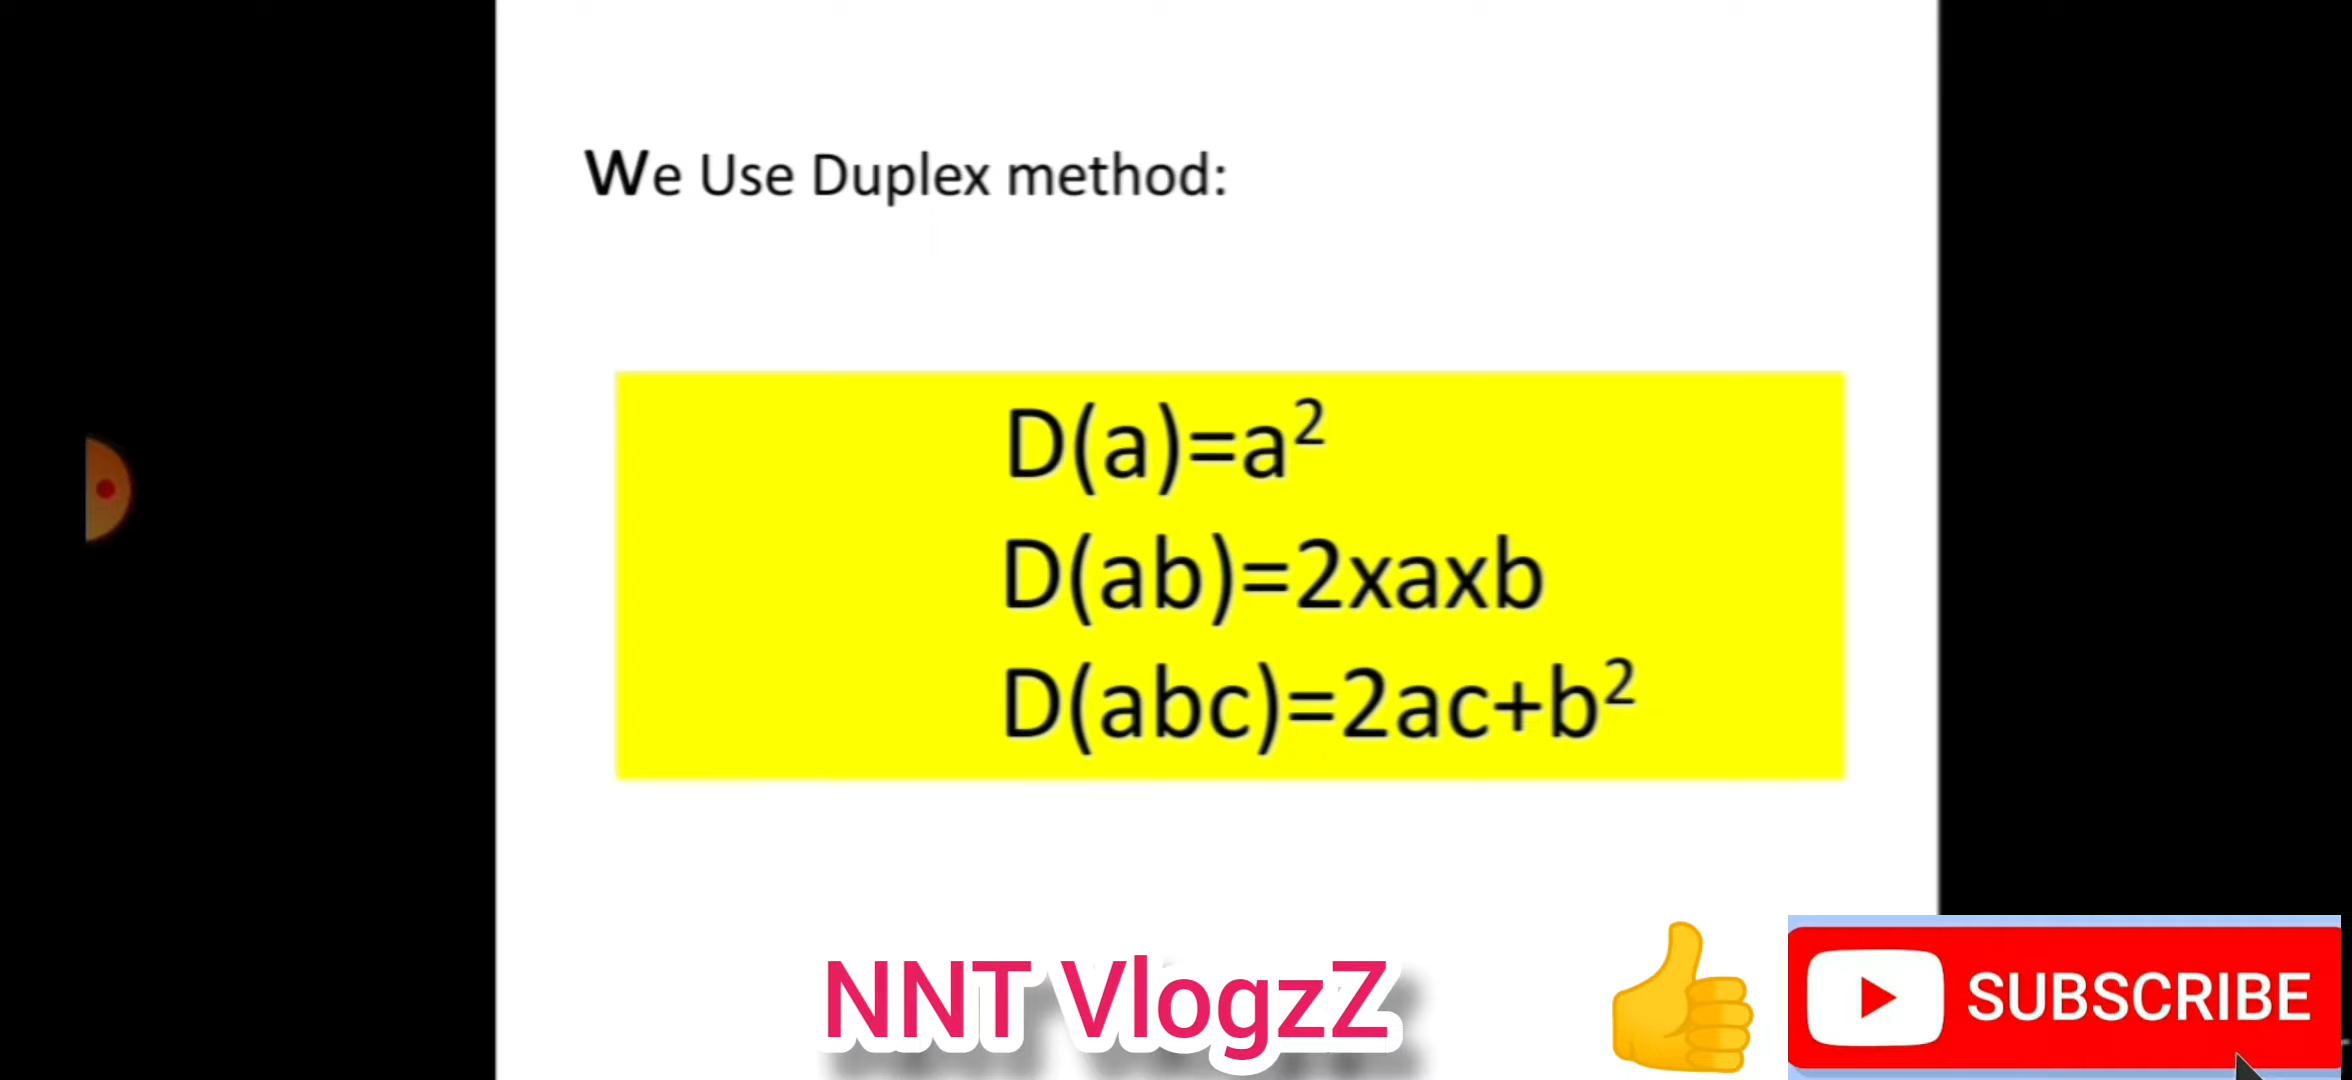 We Use Duplex method:
D(a)=a²
D(ab)=2xaxb
D(abc)=2ac+b²
NNT VlogzZ
SUBSCRIBE